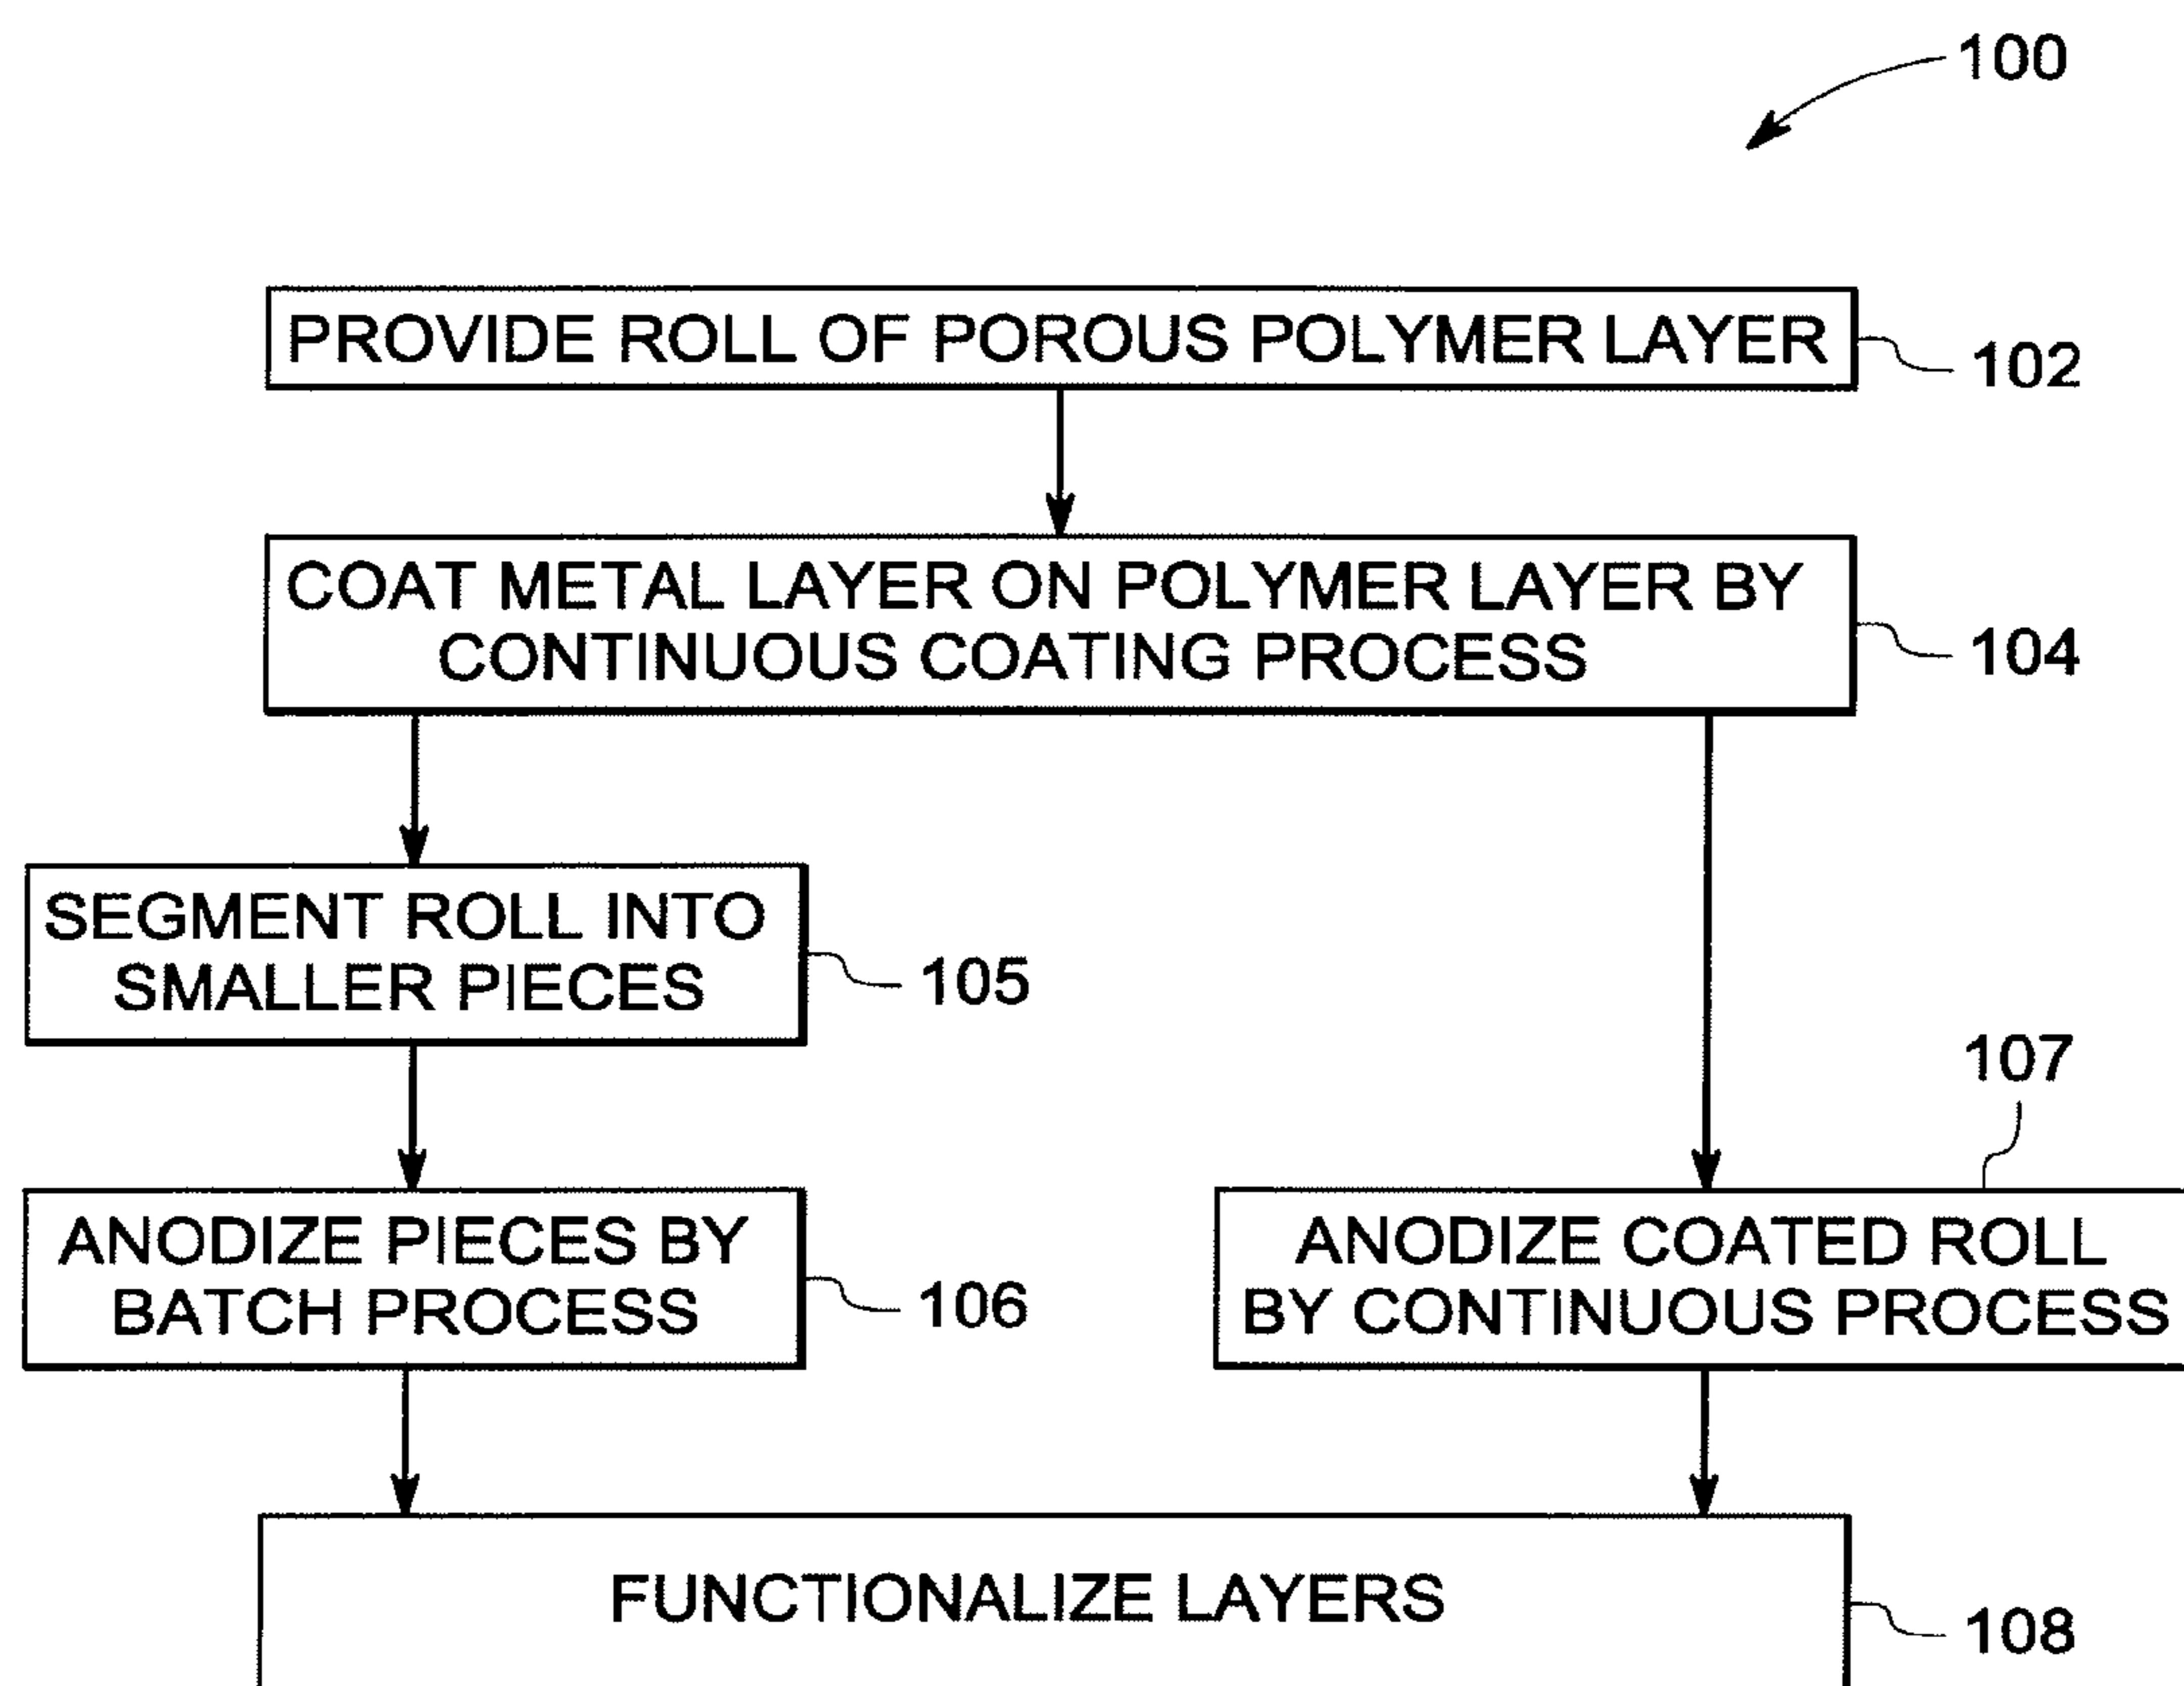 100
PROVIDE ROLL OF POROUS POLYMER LAYER
102
COAT METAL LAYER ON POLYMER LAYER BY
CONTINUOUS COATING PROCESS
104
SEGMENT ROLL INTO
SMALLER PIECES
105
107
ANODIZE PIECES BY
BATCH PROCESS
106
ANODIZE COATED ROLL
BY CONTINUOUS PROCESS
FUNCTIONALIZE LAYERS
108